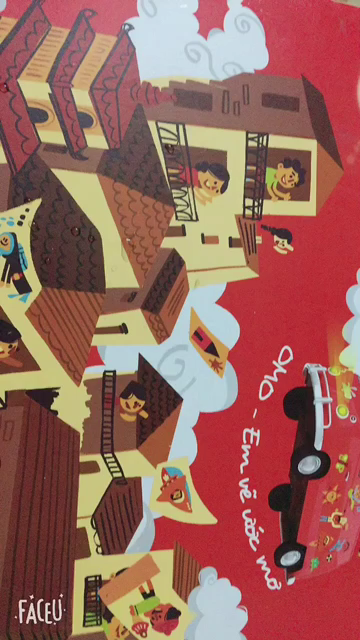 OMO - Em vẽ ước mơ
FACEU